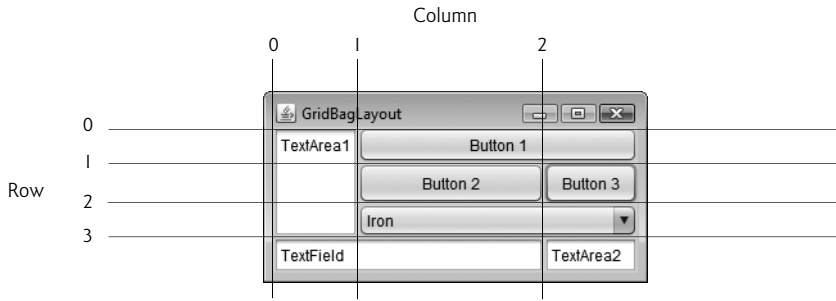 Column
0 1 2
GridBagLayout
0
TextArea1 Button 1
1
Button 2 Button 3
Row
2
Iron
3
TextField TextArea2